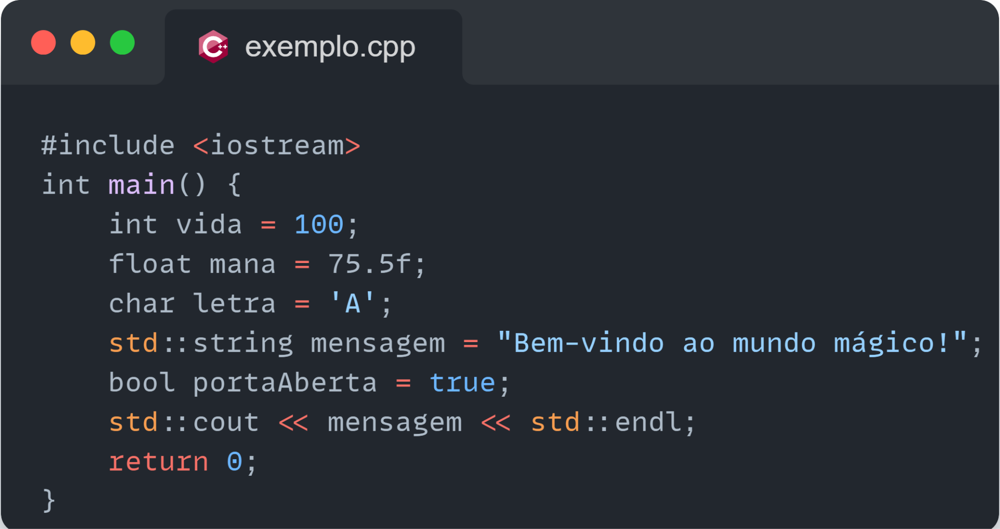 exemplo.cpp
#include <iostream>
int main() {
    int vida = 100;
    float mana = 75.5f;
    char letra = 'A';
    std::string mensagem = "Bem-vindo ao mundo mágico!";
    bool portaAberta = true;
    std::cout << mensagem << std::endl;
    return 0;
}